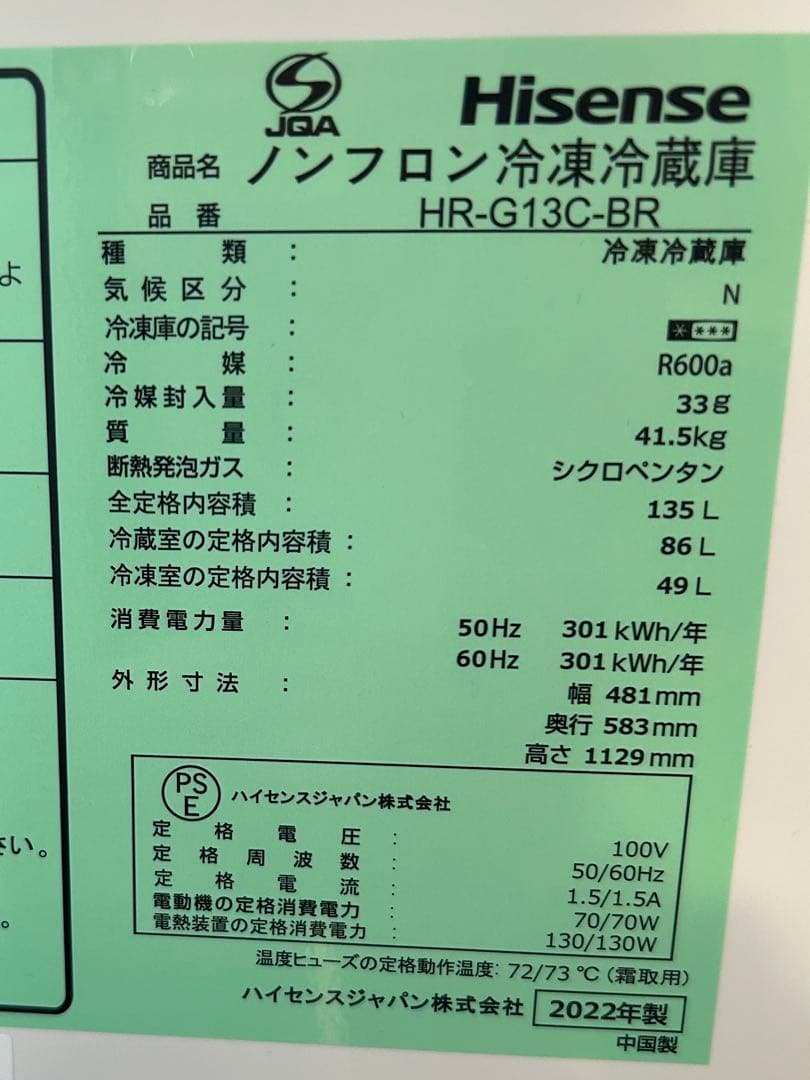 JQA
Hisense
商品名 ノンフロン冷凍冷蔵庫
品番 HR-G13C-BR
種類 : 冷凍冷蔵庫
気候区分 : N
冷凍庫の記号 : * ***
冷媒 : R600a
冷媒封入量 : 33g
質量 : 41.5kg
断熱発泡ガス : シクロペンタン
全定格内容積 : 135L
冷蔵室の定格内容積 : 86L
冷凍室の定格内容積 : 49L
消費電力量 : 50Hz 301kWh/年
60Hz 301kWh/年
外形寸法 : 幅 481mm
奥行 583mm
高さ 1129mm
PSE ハイセンスジャパン株式会社
定格電圧 : 100V
定格周波数 : 50/60Hz
定格電流 : 1.5/1.5A
電動機の定格消費電力 : 70/70W
電熱装置の定格消費電力 : 130/130W
温度ヒューズの定格動作温度: 72/73℃(霜取用)
ハイセンスジャパン株式会社 2022年製
中国製
よ
さい。
。